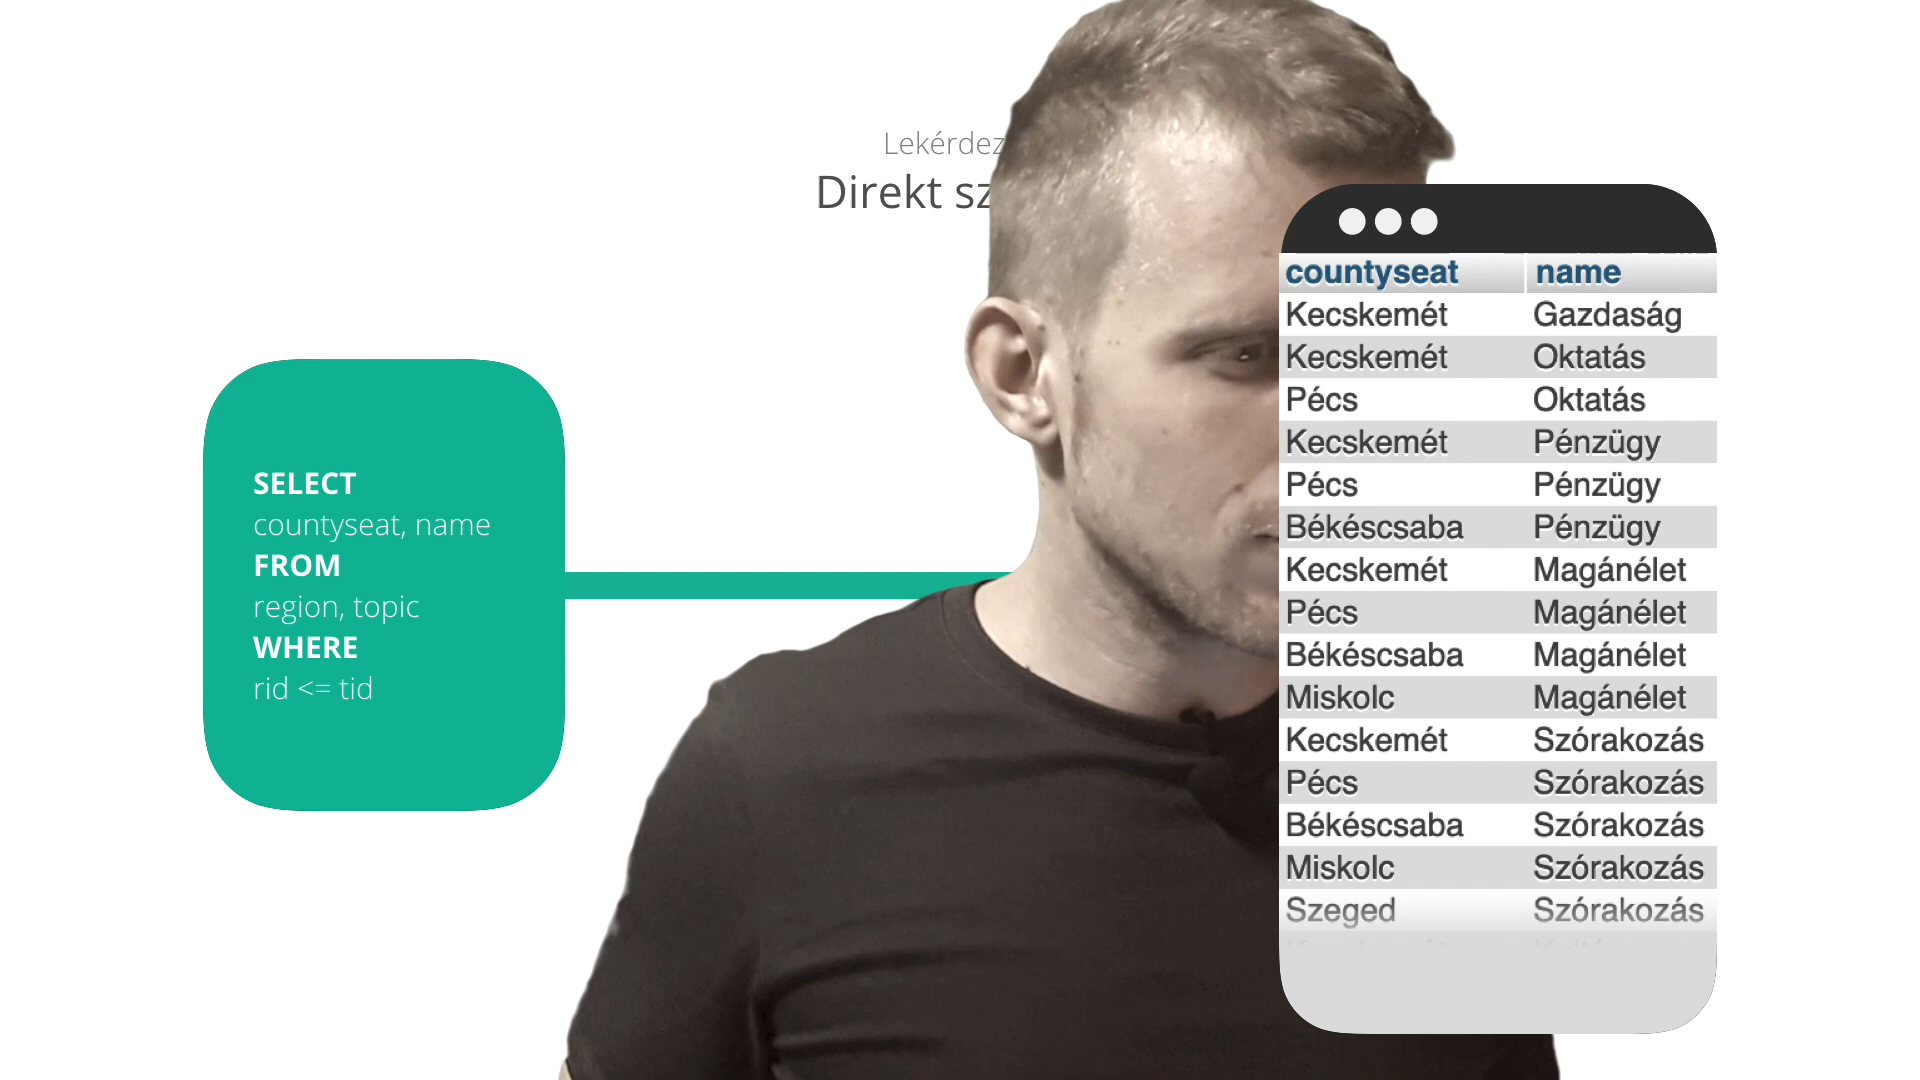 Lekérdez
Direkt sz
SELECT
countyseat, name
FROM
region, topic
WHERE
rid <= tid
countyseat name
Kecskemét Gazdaság
Kecskemét Oktatás
Pécs Oktatás
Kecskemét Pénzügy
Pécs Pénzügy
Békéscsaba Pénzügy
Kecskemét Magánélet
Pécs Magánélet
Békéscsaba Magánélet
Miskolc Magánélet
Kecskemét Szórakozás
Pécs Szórakozás
Békéscsaba Szórakozás
Miskolc Szórakozás
Szeged Szórakozás